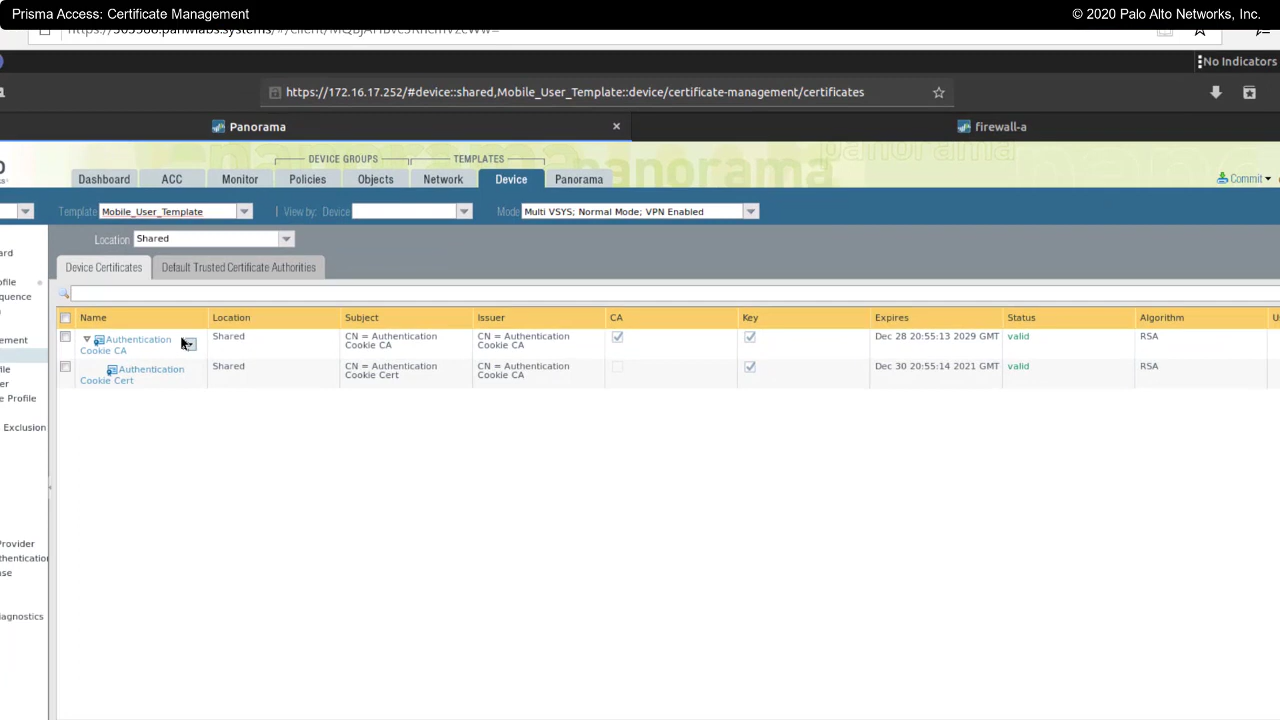 Prisma Access: Certificate Management
© 2020 Palo Alto Networks, Inc.
No Indicators
https://172.16.17.252/#device::shared,Mobile_User_Template::device/certificate-management/certificates
Panorama
firewall-a
DEVICE GROUPS
TEMPLATES
Dashboard
ACC
Monitor
Policies
Objects
Network
Device
Panorama
Commit
Template Mobile_User_Template
View by: Device
Mode Multi VSYS; Normal Mode; VPN Enabled
Location Shared
Device Certificates
Default Trusted Certificate Authorities
Name Location Subject Issuer CA Key Expires Status Algorithm
Authentication Cookie CA Shared CN = Authentication Cookie CA CN = Authentication Cookie CA Dec 28 20:55:13 2029 GMT valid RSA
Authentication Cookie Cert Shared CN = Authentication Cookie Cert CN = Authentication Cookie CA Dec 30 20:55:14 2021 GMT valid RSA
Profile
Exclusion
Provider